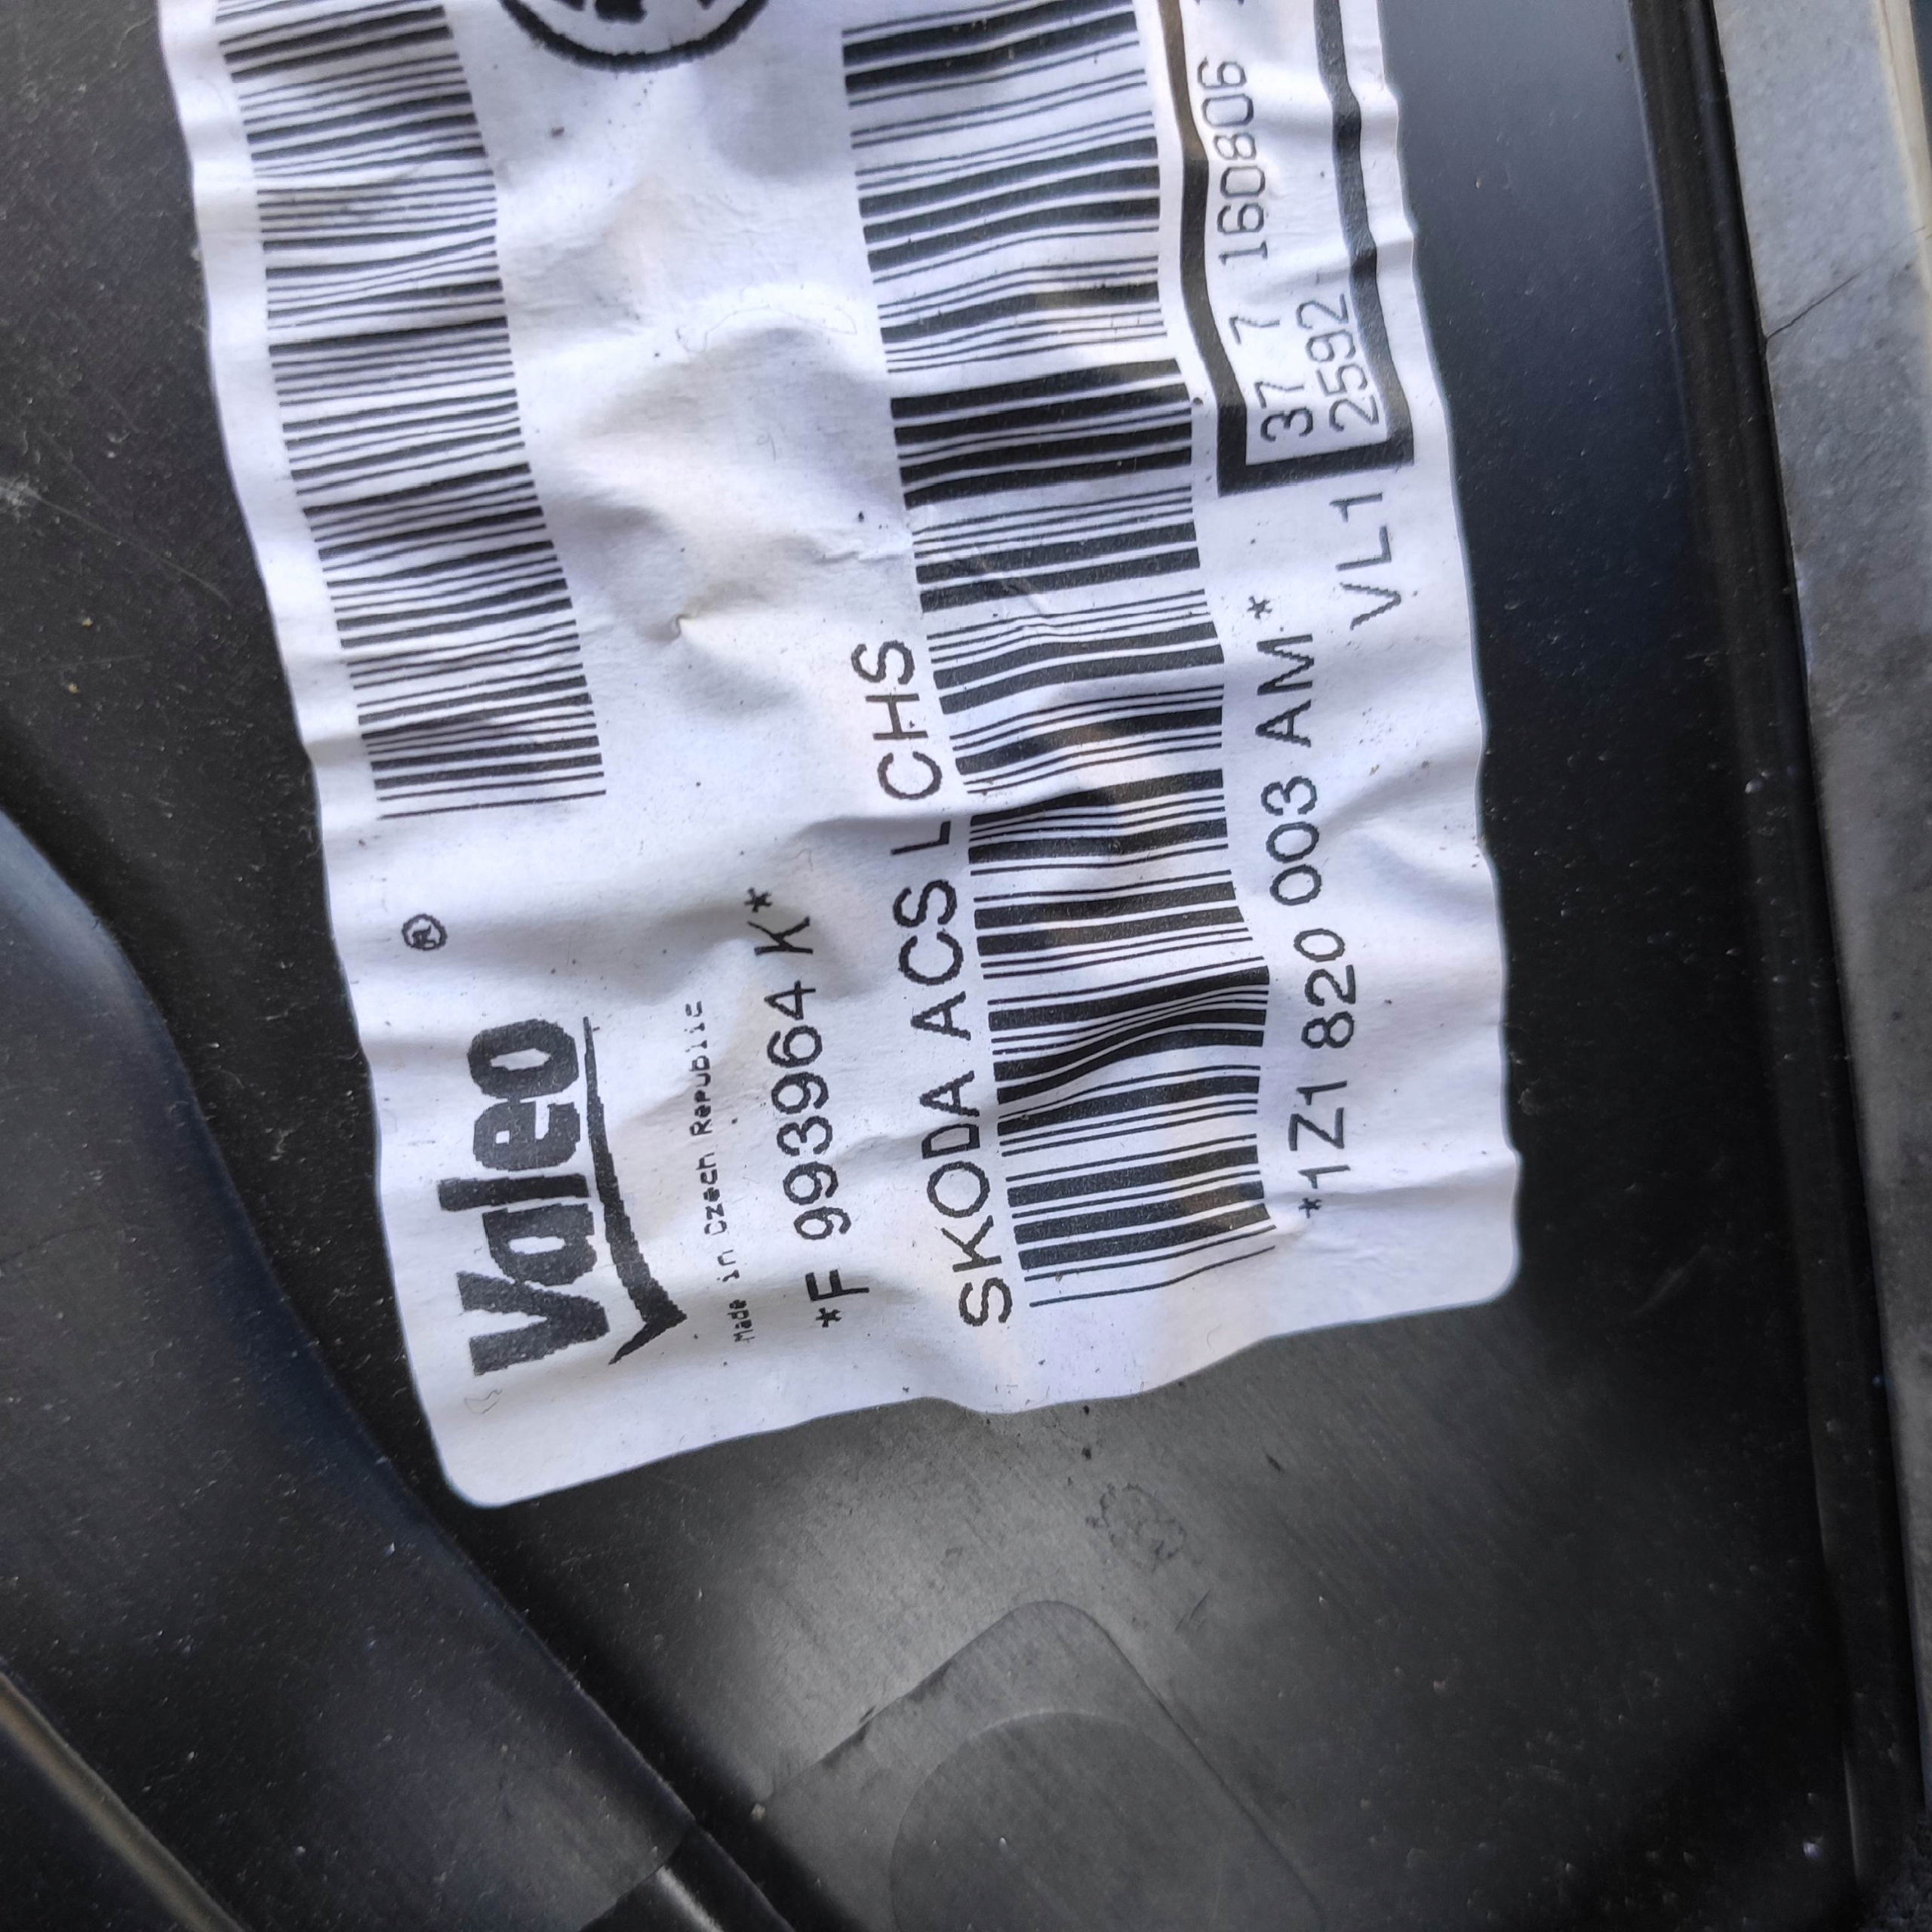 Valeo®
Made in Czech Republic
*F 993964 K*
SKODA ACS L CHS
*1Z1 820 003 AM*
VL1
37 7 160806
2592